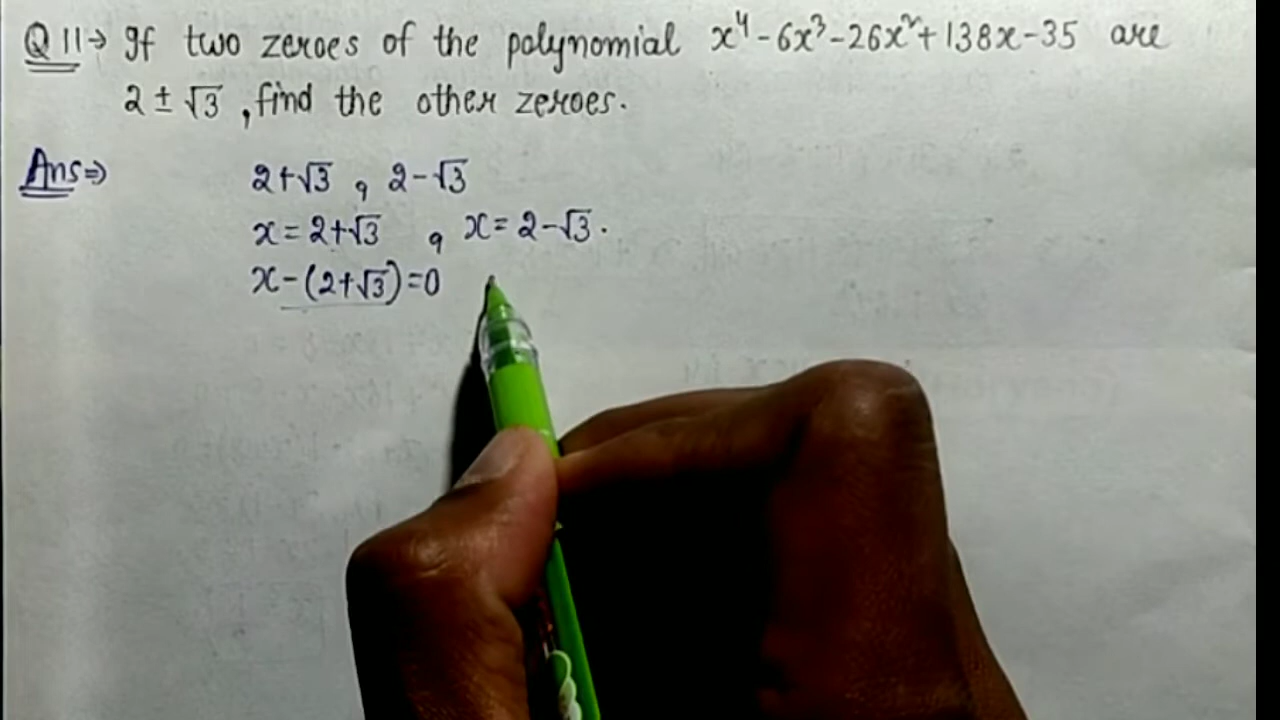 Q 11→ If two zeroes of the polynomial x⁴-6x³-26x²+138x-35 are
2 ± √3 , find the other zeroes.
Ans⇒
2+√3 , 2-√3
x = 2+√3 , x = 2-√3.
x-(2+√3)=0